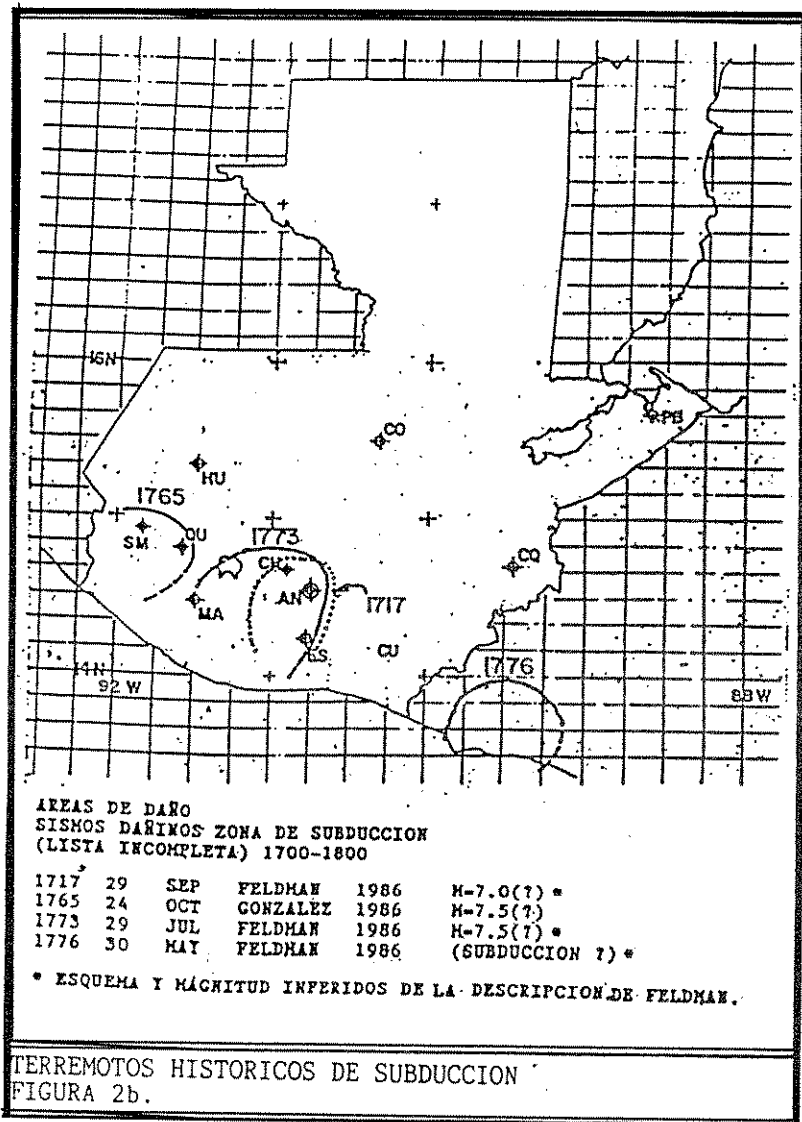 16N
CO
PB
HU
1765
SM
QU
1773
CH
CQ
AN
MA
1717
ES
CU
14N
92 W
1776
88W
AREAS DE DAÑO
SISMOS DAÑINOS ZONA DE SUBDUCCION
(LISTA INCOMPLETA) 1700-1800
1717 29 SEP FELDMAN 1986 M=7.0(?) *
1765 24 OCT GONZALEZ 1986 M=7.5(?)
1773 29 JUL FELDMAN 1986 M=7.5(?) *
1776 30 MAY FELDMAN 1986 (SUBDUCCION ?) *
* ESQUEMA Y MAGNITUD INFERIDOS DE LA DESCRIPCION DE FELDMAN.
TERREMOTOS HISTORICOS DE SUBDUCCION
FIGURA 2b.